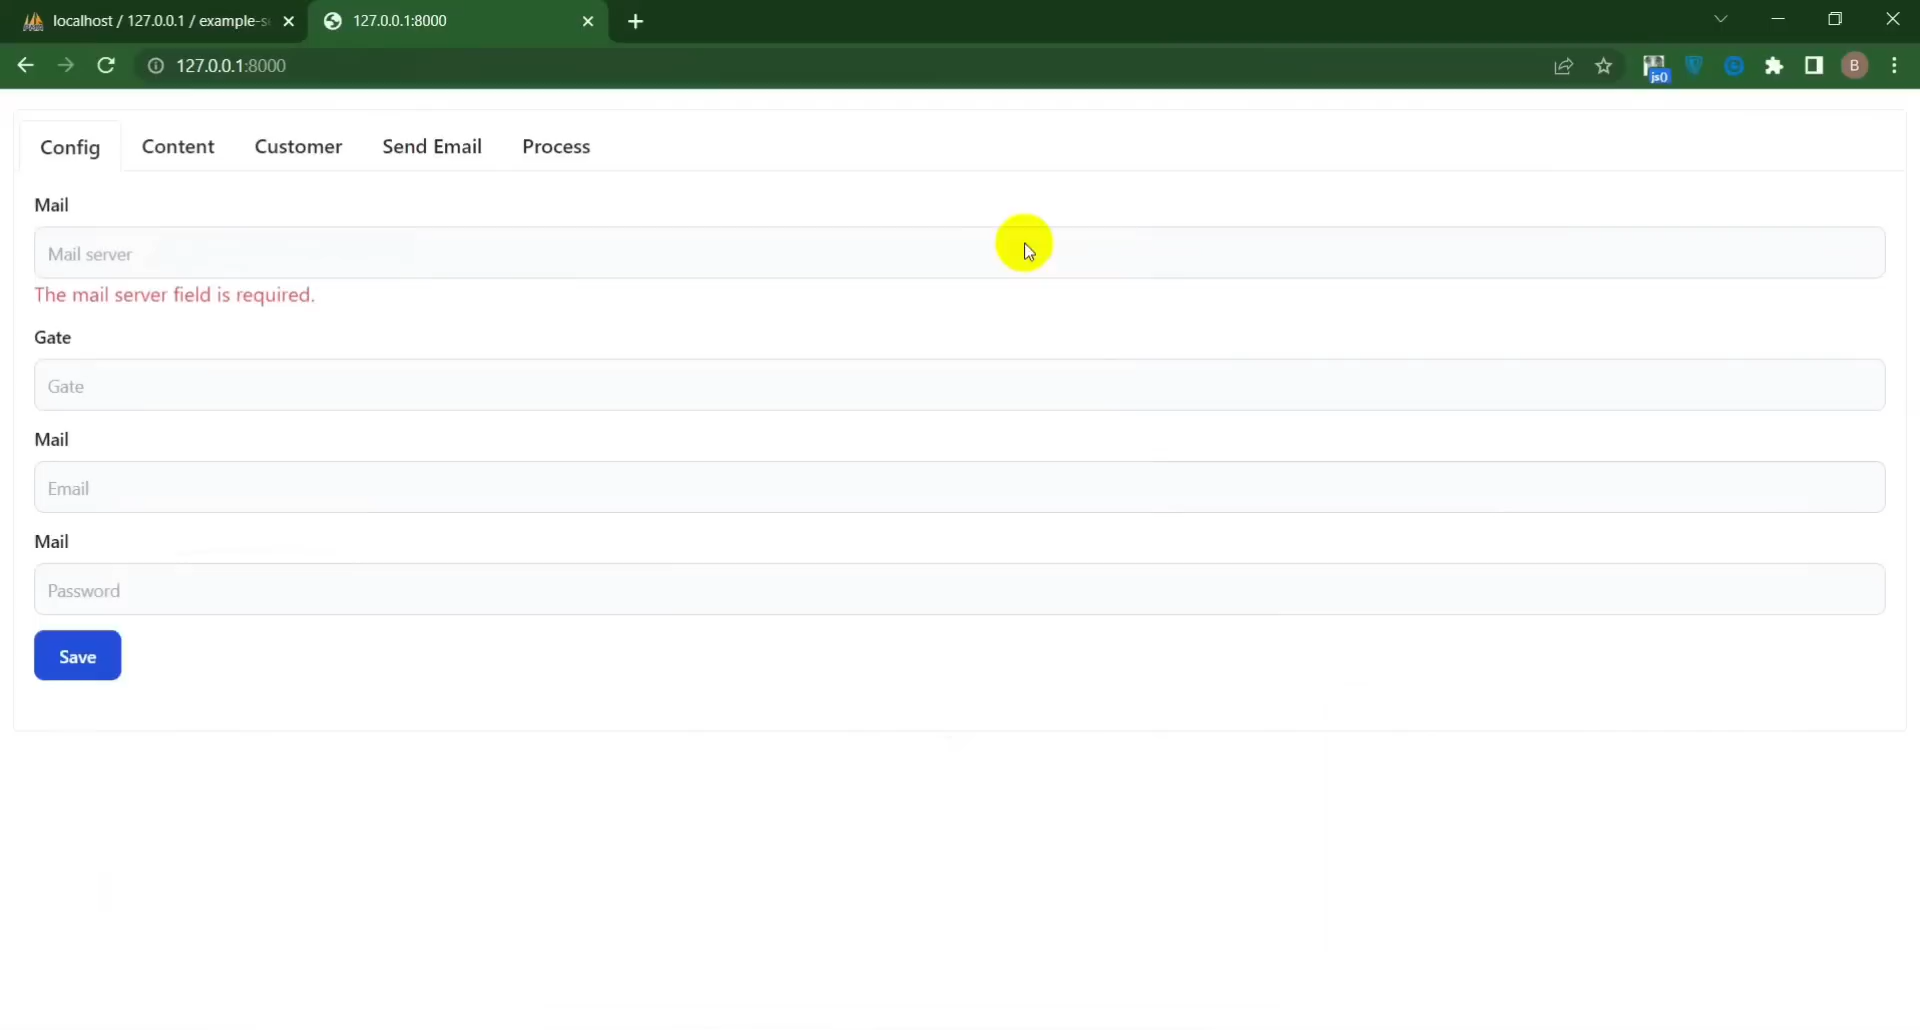 localhost / 127.0.0.1 / example-s
127.0.0.1:8000
127.0.0.1:8000
js()
B
Config
Content
Customer
Send Email
Process
Mail
Mail server
The mail server field is required.
Gate
Gate
Mail
Email
Mail
Password
Save